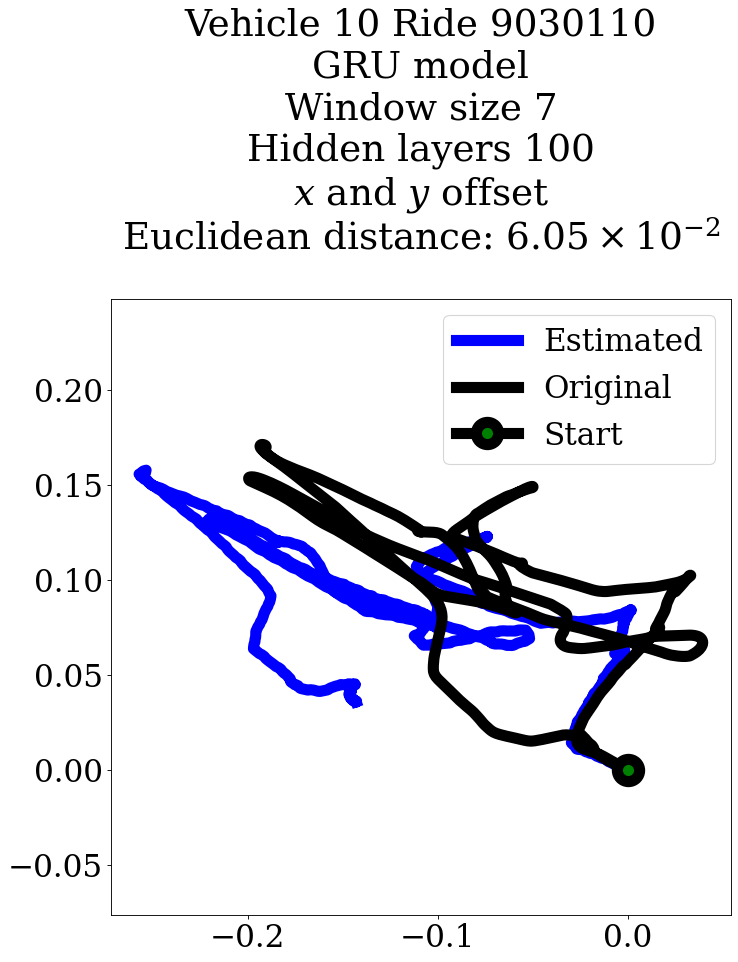 Vehicle 10 Ride 9030110
GRU model
Window size 7
Hidden layers 100
x and y offset
Euclidean distance: 6.05 × 10⁻²
Estimated
Original
Start
0.20
0.15
0.10
0.05
0.00
−0.05
−0.2
−0.1
0.0